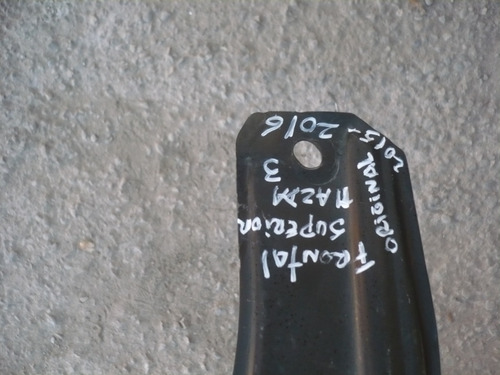 FRONTAL
SUPERIOR
MAZDA 3
2015-2016
ORIGINAL